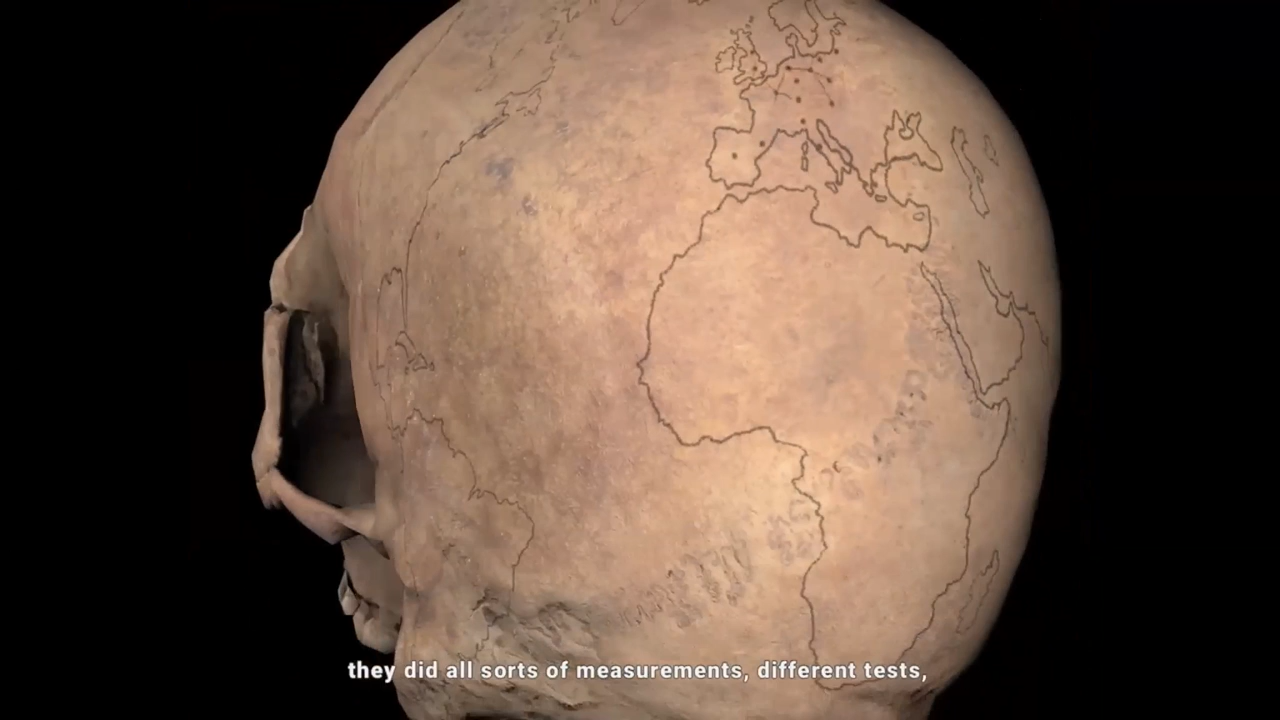 they did all sorts of measurements, different tests,